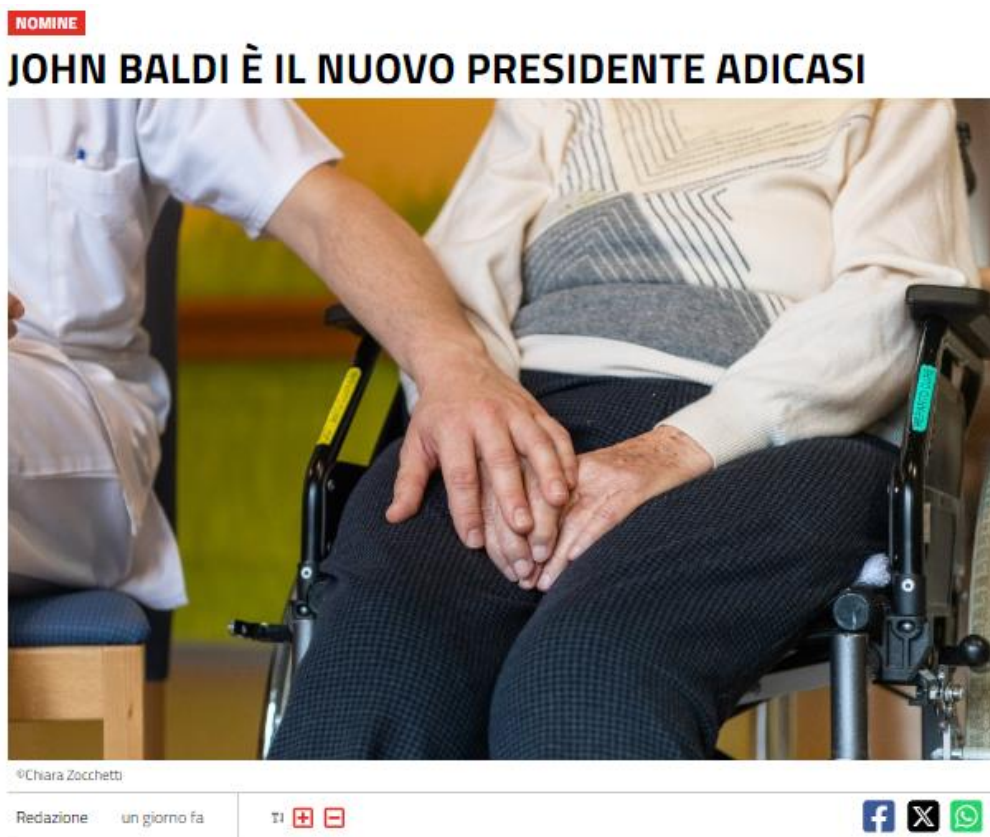 NOMINE
JOHN BALDI È IL NUOVO PRESIDENTE ADICASI
©Chiara Zocchetti
Redazione un giorno fa